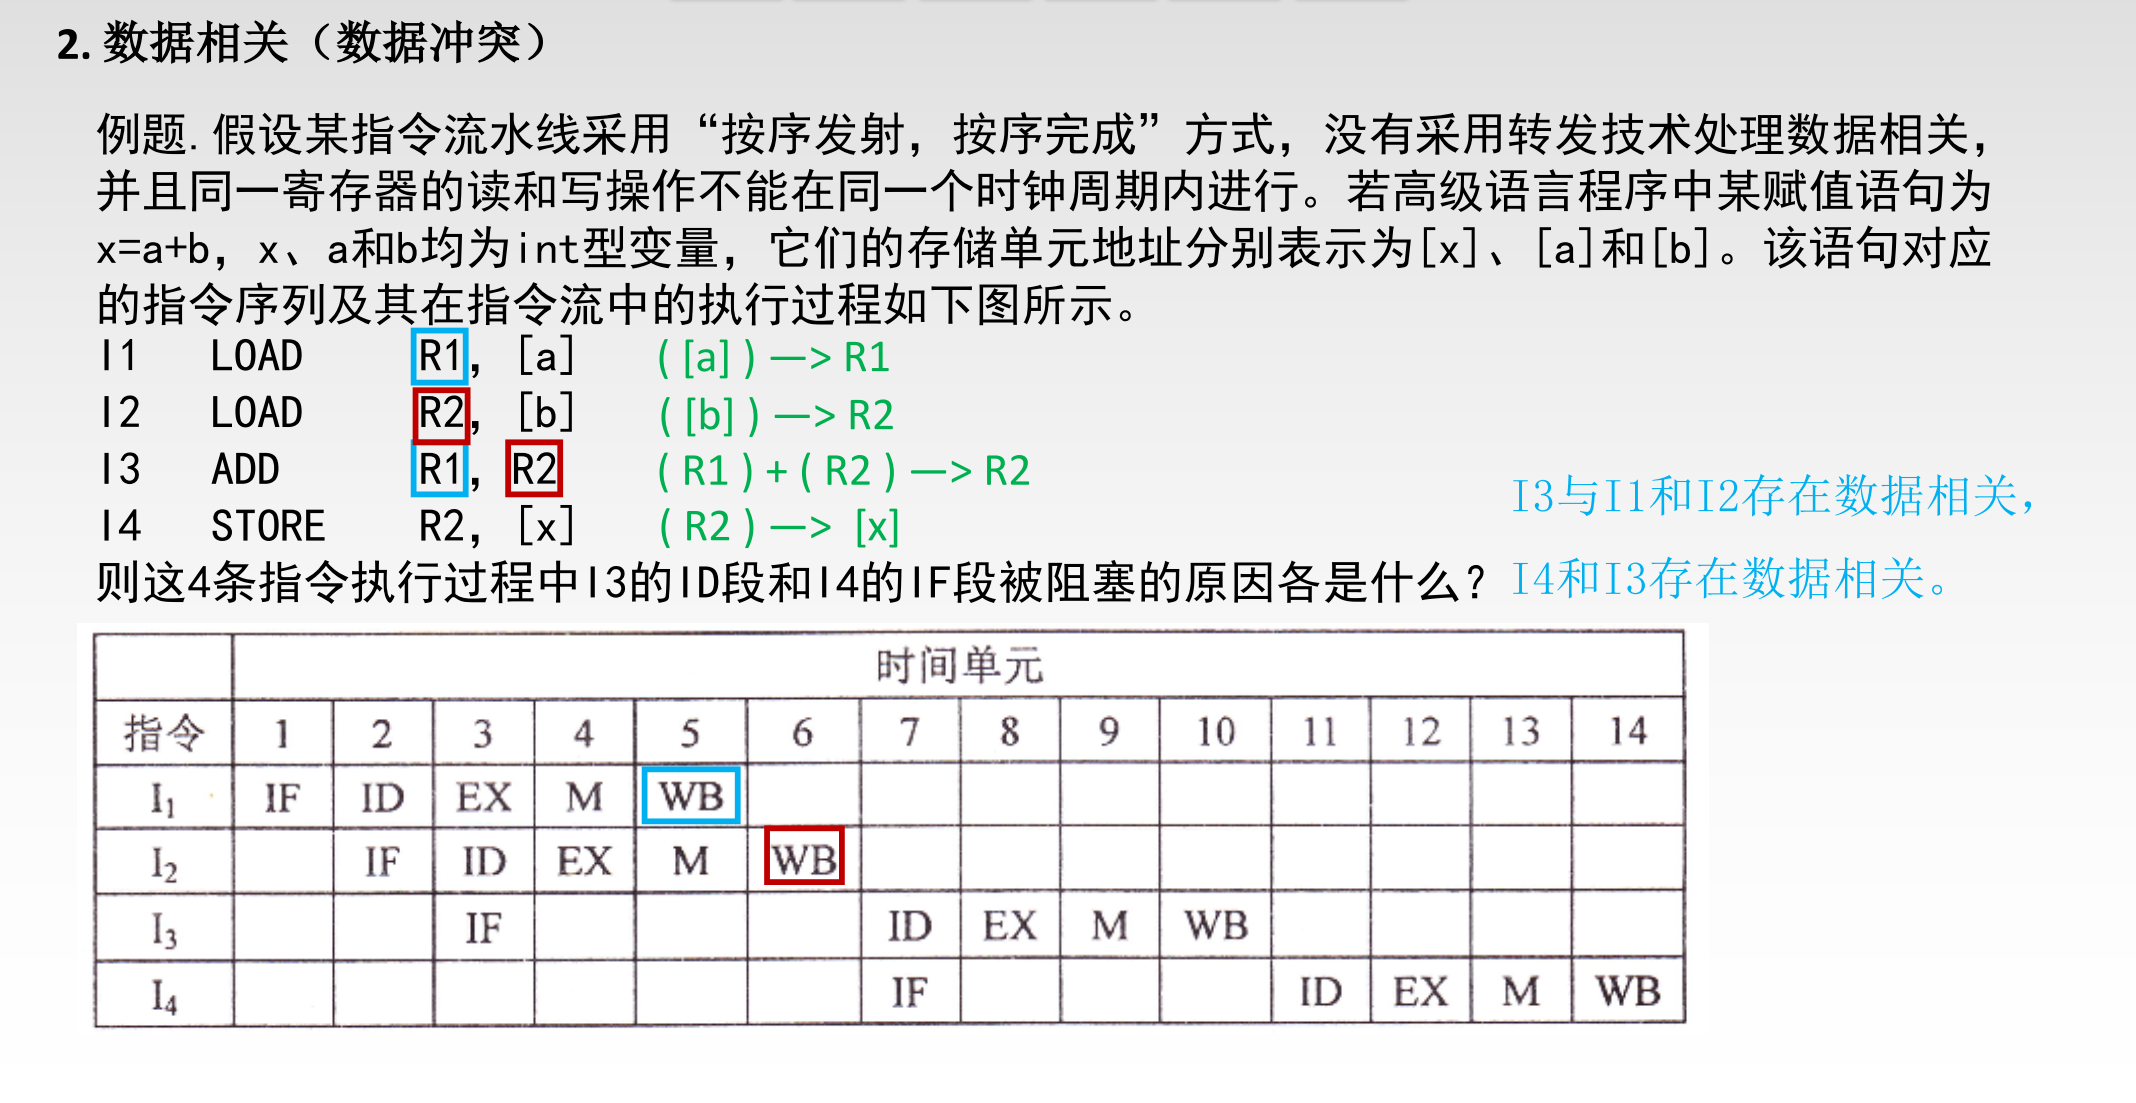 2. 数据相关（数据冲突）
例题. 假设某指令流水线采用“按序发射，按序完成”方式，没有采用转发技术处理数据相关，
并且同一寄存器的读和写操作不能在同一个时钟周期内进行。若高级语言程序中某赋值语句为
x=a+b，x、a和b均为int型变量，它们的存储单元地址分别表示为[x]、[a]和[b]。该语句对应
的指令序列及其在指令流中的执行过程如下图所示。
I1 LOAD R1，[a] ( [a] ) —> R1
I2 LOAD R2，[b] ( [b] ) —> R2
I3 ADD R1，R2 ( R1 ) + ( R2 ) —> R2
I4 STORE R2，[x] ( R2 ) —> [x]
I3与I1和I2存在数据相关，
则这4条指令执行过程中I3的ID段和I4的IF段被阻塞的原因各是什么？ I4和I3存在数据相关。
时间单元
指令 1 2 3 4 5 6 7 8 9 10 11 12 13 14
I1 IF ID EX M WB
I2 IF ID EX M WB
I3 IF ID EX M WB
I4 IF ID EX M WB